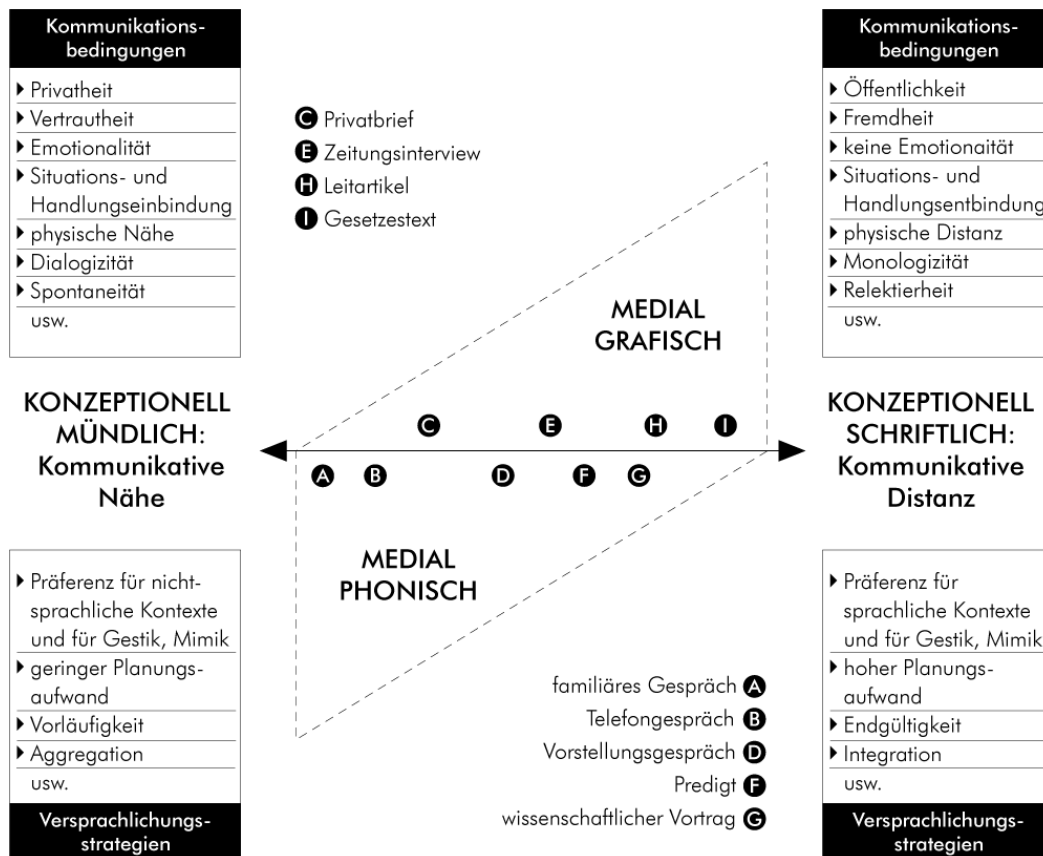 Kommunikations-
bedingungen
▸ Privatheit
▸ Vertrautheit
▸ Emotionalität
▸ Situations- und
Handlungseinbindung
▸ physische Nähe
▸ Dialogizität
▸ Spontaneität
usw.
C Privatbrief
E Zeitungsinterview
H Leitartikel
I Gesetzestext
Kommunikations-
bedingungen
▸ Öffentlichkeit
▸ Fremdheit
▸ keine Emotionaität
▸ Situations- und
Handlungsentbindung
▸ physische Distanz
▸ Monologizität
▸ Relektierheit
usw.
MEDIAL
GRAFISCH
KONZEPTIONELL
MÜNDLICH:
Kommunikative
Nähe
C E H I
A B D F G
KONZEPTIONELL
SCHRIFTLICH:
Kommunikative
Distanz
MEDIAL
PHONISCH
▸ Präferenz für nicht-
sprachliche Kontexte
und für Gestik, Mimik
▸ geringer Planungs-
aufwand
▸ Vorläufigkeit
▸ Aggregation
usw.
Versprachlichungs-
strategien
familiäres Gespräch A
Telefongespräch B
Vorstellungsgespräch D
Predigt F
wissenschaftlicher Vortrag G
▸ Präferenz für
sprachliche Kontexte
und für Gestik, Mimik
▸ hoher Planungs-
aufwand
▸ Endgültigkeit
▸ Integration
usw.
Versprachlichungs-
strategien